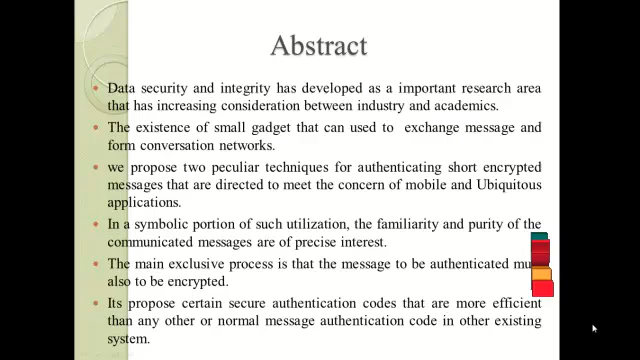 Abstract
Data security and integrity has developed as a important research area
that has increasing consideration between industry and academics.
The existence of small gadget that can used to exchange message and
form conversation networks.
we propose two peculiar techniques for authenticating short encrypted
messages that are directed to meet the concern of mobile and Ubiquitous
applications.
In a symbolic portion of such utilization, the familiarity and purity of the
communicated messages are of precise interest.
The main exclusive process is that the message to be authenticated
also to be encrypted.
Its propose certain secure authentication codes that are more efficient
than any other or normal message authentication code in other existing
system.